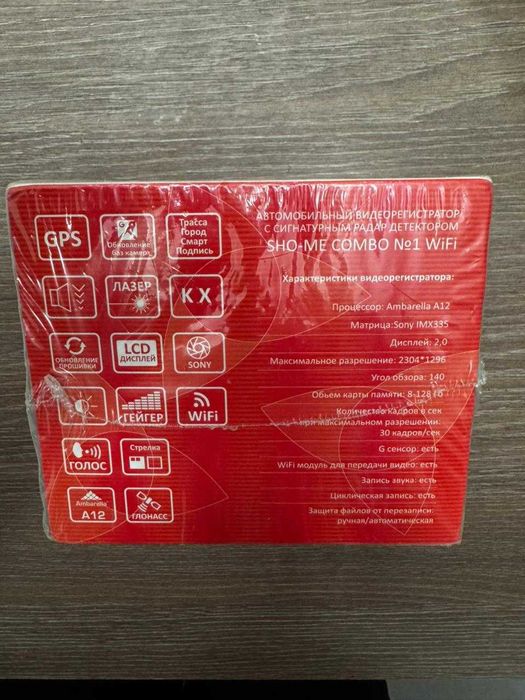 GPS
Обновление
баз камер
Трасса
Город
Смарт
Подпись
ЛАЗЕР
K X
ОБНОВЛЕНИЕ
ПРОШИВКИ
LCD
ДИСПЛЕЙ
SONY
ГЕЙГЕР
WiFi
ГОЛОС
Стрелка
Ambarella
A12
ГЛОНАСС
АВТОМОБИЛЬНЫЙ ВИДЕОРЕГИСТРАТОР
С СИГНАТУРНЫМ РАДАР ДЕТЕКТОРОМ
SHO-ME COMBO №1 WiFi
Характеристики видеорегистратора:
Процессор: Ambarella A12
Матрица:Sony IMX335
Дисплей: 2,0
Максимальное разрешение: 2304*1296
Угол обзора: 140
Объем карты памяти: 8-128 Гб
Количество кадров в сек
при максимальном разрешении:
30 кадров/сек
G сенсор: есть
WiFi модуль для передачи видео: есть
Запись звука: есть
Циклическая запись: есть
Защита файлов от перезаписи:
ручная/автоматическая